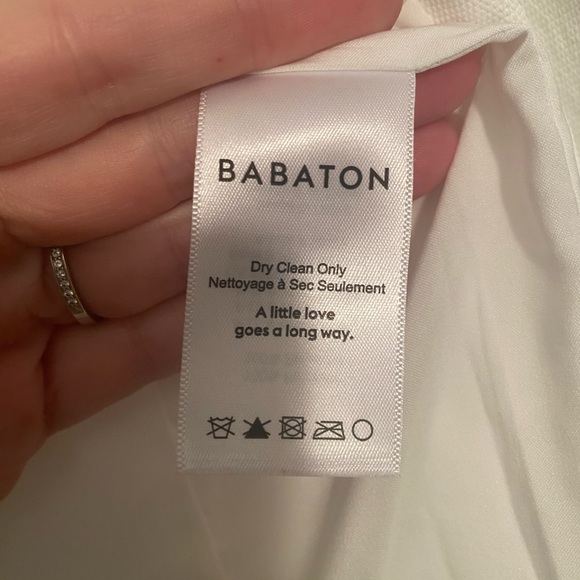 BABATON
Dry Clean Only
Nettoyage à Sec Seulement
A little love
goes a long way.